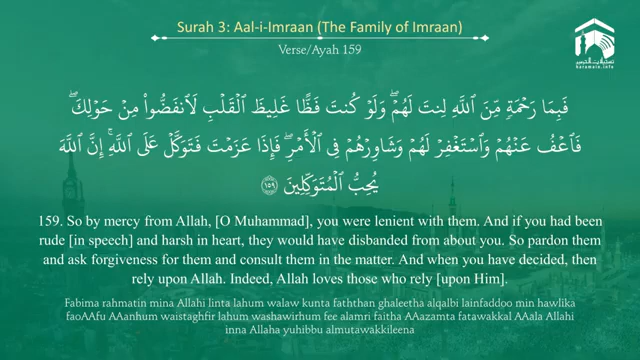 Surah 3: Aal-i-Imraan (The Family of Imraan)
Verse/Ayah 159
hatamoin.info
فَبِمَا رَحْمَةٍ مِّنَ ٱللَّهِ لِنتَ لَهُمْ ۖ وَلَوْ كُنتَ فَظًّا غَلِيظَ ٱلْقَلْبِ لَٱنفَضُّوا۟ مِنْ حَوْلِكَ ۖ
فَٱعْفُ عَنْهُمْ وَٱسْتَغْفِرْ لَهُمْ وَشَاوِرْهُمْ فِى ٱلْأَمْرِ ۖ فَإِذَا عَزَمْتَ فَتَوَكَّلْ عَلَى ٱللَّهِ ۚ إِنَّ ٱللَّهَ
يُحِبُّ ٱلْمُتَوَكِّلِينَ ١٥٩
159. So by mercy from Allah, [O Muhammad], you were lenient with them. And if you had been
rude [in speech] and harsh in heart, they would have disbanded from about you. So pardon them
and ask forgiveness for them and consult them in the matter. And when you have decided, then
rely upon Allah. Indeed, Allah loves those who rely [upon Him].
Fabima rahmatin mina Allahi linta lahum walaw kunta faththan ghaleetha alqalbi lainfaddoo min hawlika
faoAAfu AAanhum waistaghfir lahum washawirhum fee alamri faitha AAazamta fatawakkal AAala Allahi
inna Allaha yuhibbu almutawakkileena